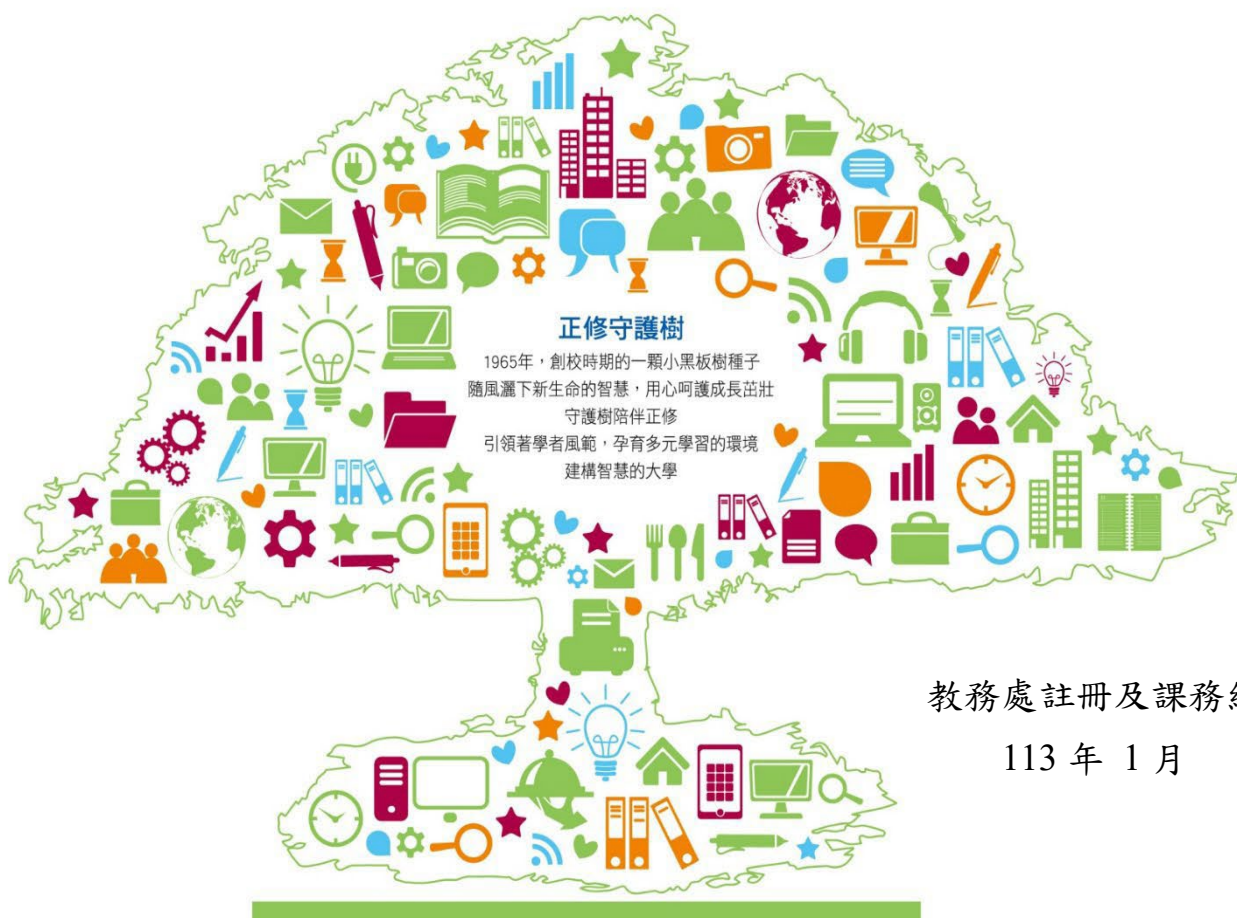 正修守護樹
1965年，創校時期的一顆小黑板樹種子
隨風灑下新生命的智慧，用心呵護成長茁壯
守護樹陪伴正修
引領著學者風範，孕育多元學習的環境
建構智慧的大學
教務處註冊及課務組
113 年 1 月